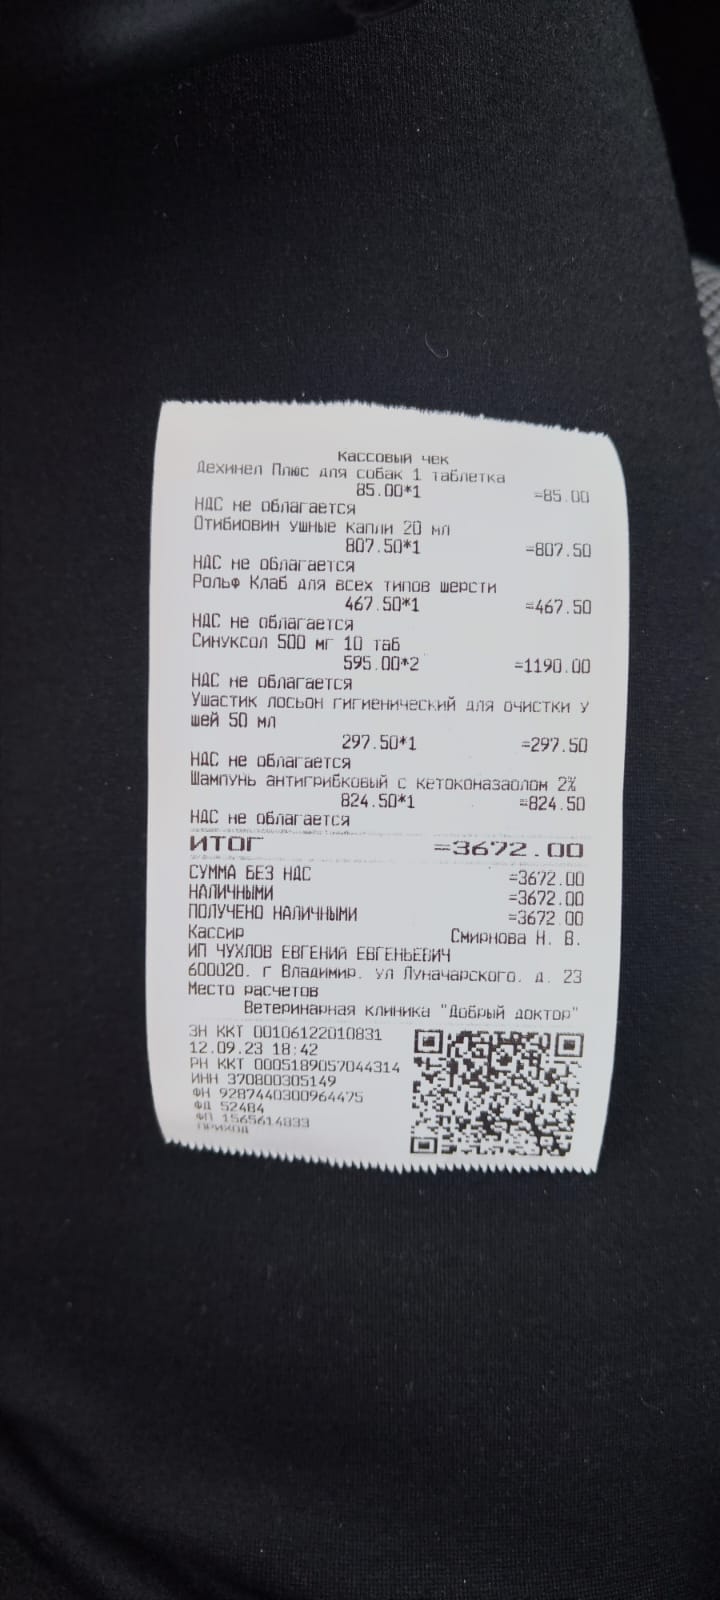 Кассовый чек
Дехинел Плюс для собак 1 таблетка
85.00*1 =85.00
НДС не облагается
Отибиовин ушные капли 20 мл
807.50*1 =807.50
НДС не облагается
Рольф Клаб для всех типов шерсти
467.50*1 =467.50
НДС не облагается
Синуксол 500 мг 10 таб
595.00*2 =1190.00
НДС не облагается
Ушастик лосьон гигиенический для очистки у
шей 50 мл
297.50*1 =297.50
НДС не облагается
Шампунь антигрибковый с кетоконазаолом 2%
824.50*1 =824.50
НДС не облагается
ИТОГ =3672.00
СУММА БЕЗ НДС =3672.00
НАЛИЧНЫМИ =3672.00
ПОЛУЧЕНО НАЛИЧНЫМИ =3672.00
Кассир Смирнова Н. В.
ИП ЧУХЛОВ ЕВГЕНИЙ ЕВГЕНЬЕВИЧ
600020. г Владимир. ул Луначарского. д. 23
Место расчетов
Ветеринарная клиника "Добрый доктор"
ЗН ККТ 00106122010831
12.09.23 18:42
РН ККТ 0005189057044314
ИНН 370800305149
ФН 9287440300964475
ФД 52484
ФП 1565614833
ПРИХОД